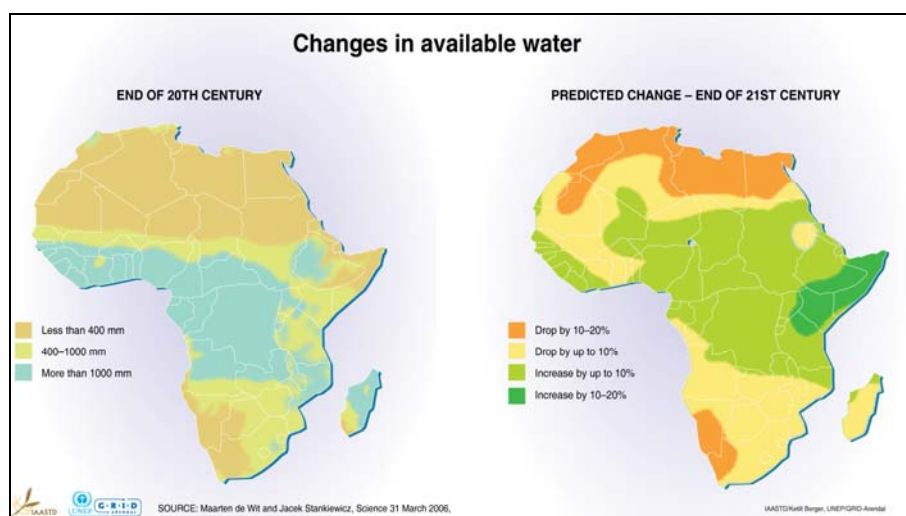 Changes in available water
END OF 20TH CENTURY
PREDICTED CHANGE – END OF 21ST CENTURY
Less than 400 mm
400–1000 mm
More than 1000 mm
Drop by 10–20%
Drop by up to 10%
Increase by up to 10%
Increase by 10–20%
IAASTD
UNEP
GRID
Arendal
SOURCE: Maarten de Wit and Jacek Stankiewicz, Science 31 March 2006,
IAASTD/Ketill Berger, UNEP/GRID-Arendal